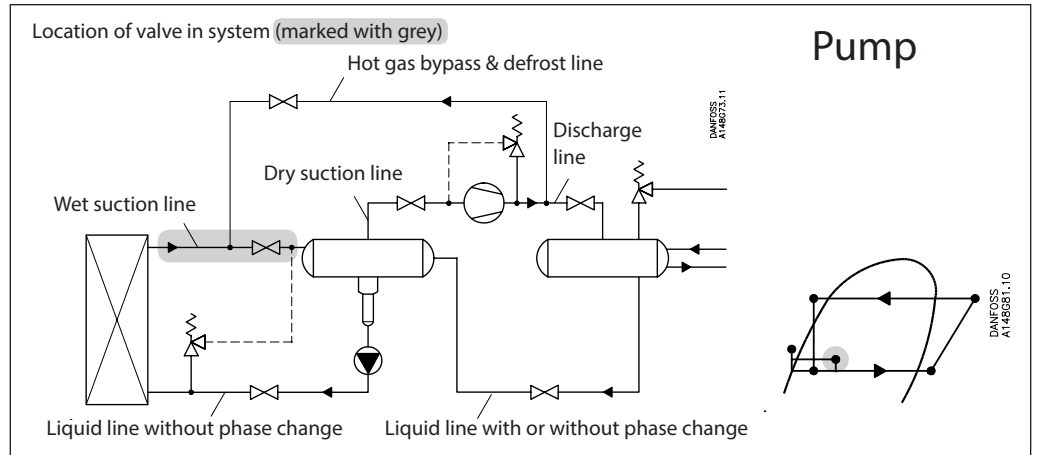 Location of valve in system (marked with grey)
Pump
Hot gas bypass & defrost line
DANFOSS
A148G73.11
Discharge
line
Dry suction line
Wet suction line
DANFOSS
A148G81.10
Liquid line without phase change
Liquid line with or without phase change